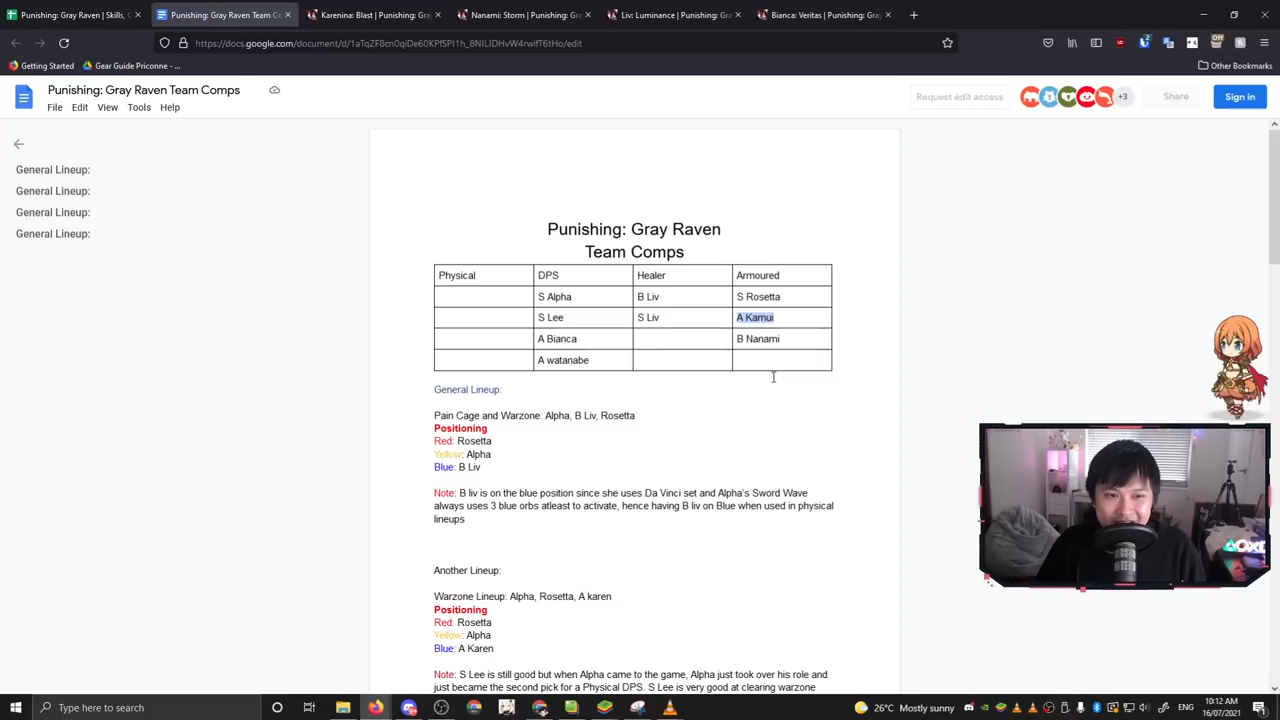 PGR Tier List | Skills | C
Punishing: Gray Raven Team C
Karenina: Blast | Punishing: Gra
Nanami: Storm | Punishing: Gra
Liv: Luminance | Punishing: Gra
Bianca: Veritas | Punishing: Gra
Getting Started
Gear Guide Priconne - ...
Other Bookmarks
Punishing: Gray Raven Team Comps
File Edit View Tools Help
Request edit access
+3
Share
Sign in
General Lineup:
General Lineup:
General Lineup:
General Lineup:
Punishing: Gray Raven
Team Comps
Physical DPS Healer Armoured
S Alpha B Liv S Rosetta
S Lee S Liv A Kamui
A Bianca B Nanami
A watanabe
General Lineup:
Pain Cage and Warzone: Alpha, B Liv, Rosetta
Positioning
Red: Rosetta
Yellow: Alpha
Blue: B Liv
Note: B liv is on the blue position since she uses Da Vinci set and Alpha's Sword Wave
always uses 3 blue orbs atleast to activate, hence having B liv on Blue when used in physical
lineups
Another Lineup:
Warzone Lineup: Alpha, Rosetta, A karen
Positioning
Red: Rosetta
Yellow: Alpha
Blue: A Karen
Note: S Lee is still good but when Alpha came to the game, Alpha just took over his role and
just became the second pick for a Physical DPS. S Lee is very good at clearing warzone
Type here to search
26°C Mostly sunny
10:12 AM
16/07/2021